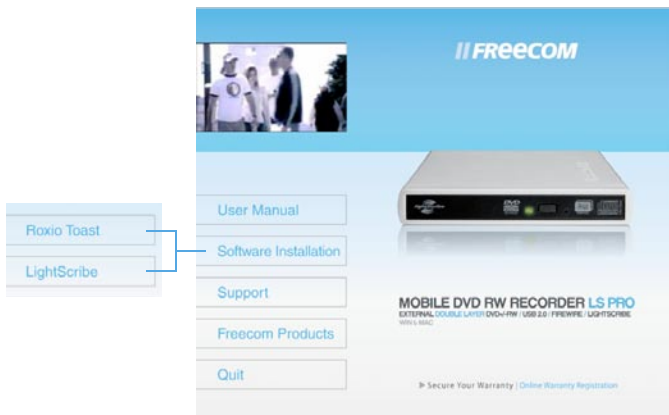 FREECOM
User Manual
Roxio Toast
Software Installation
LightScribe
Support
Freecom Products
Quit
MOBILE DVD RW RECORDER LS PRO
EXTERNAL DOUBLE LAYER DVD+/-RW / USB 2.0 / FIREWIRE / LIGHTSCRIBE
WIN & MAC
Secure Your Warranty | Online Warranty Registration